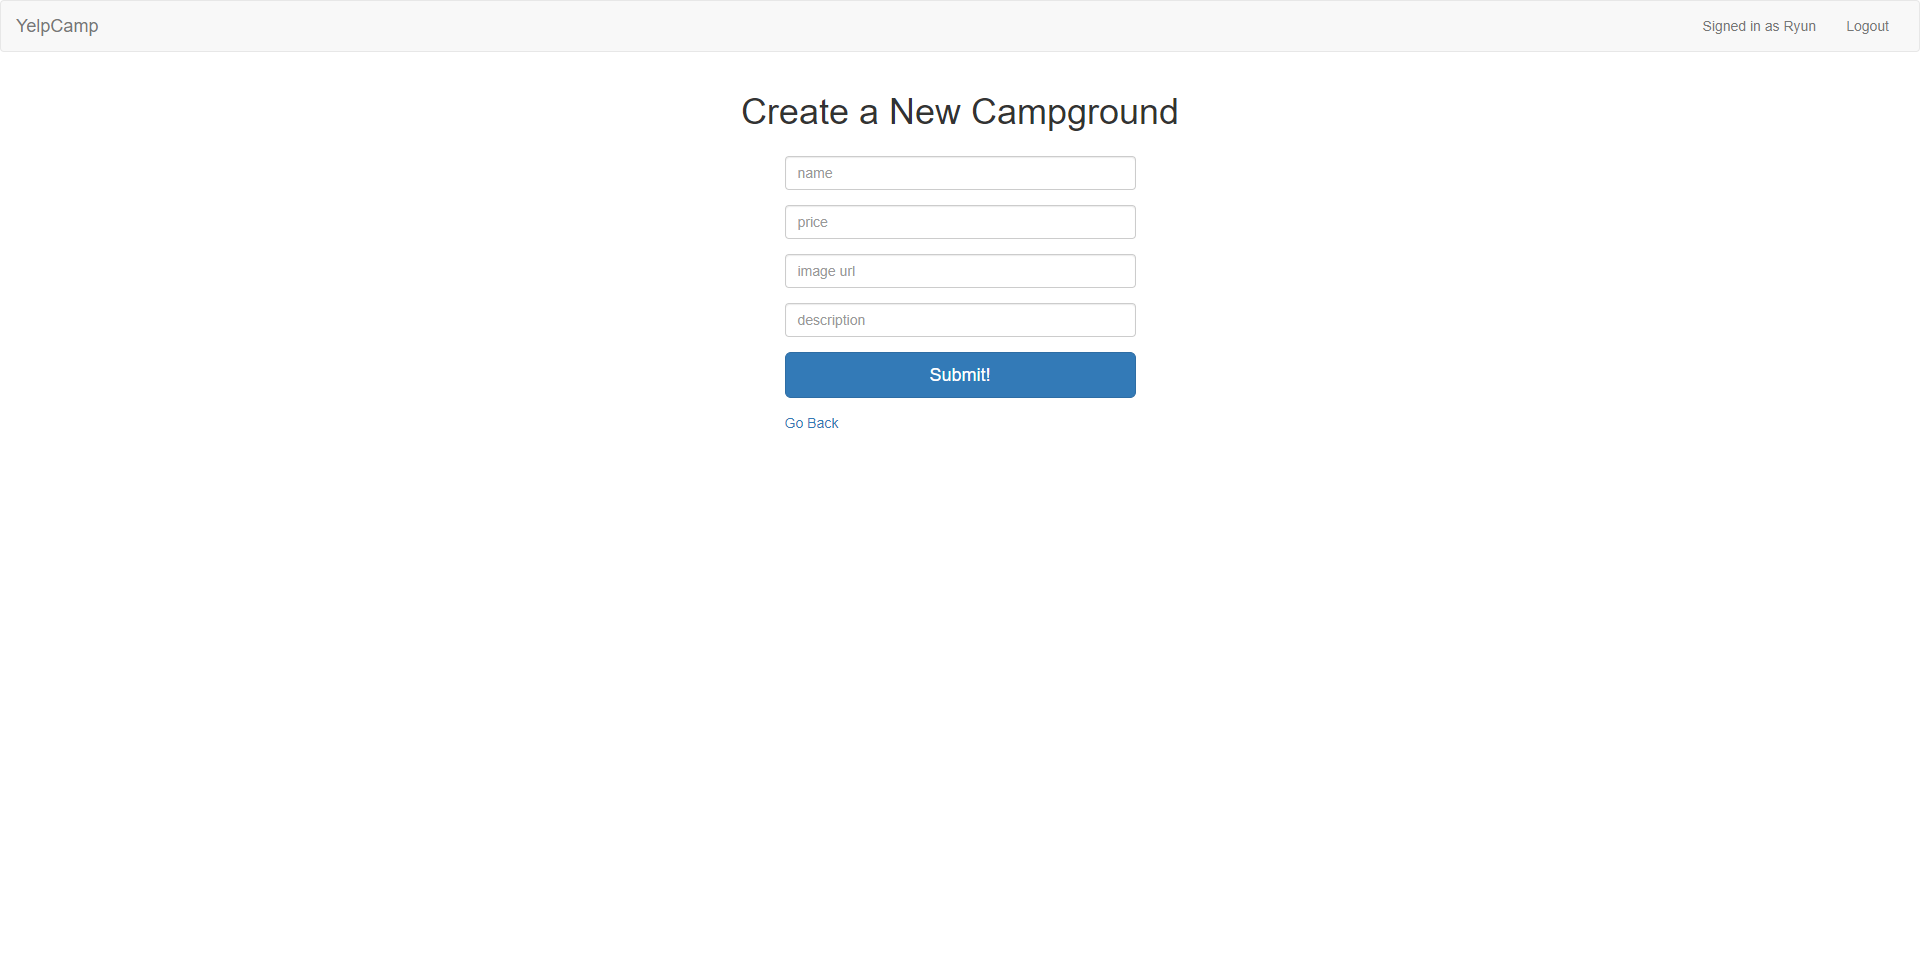 YelpCamp Signed in as Ryun Logout
Create a New Campground
name
price
image url
description
Submit!
Go Back